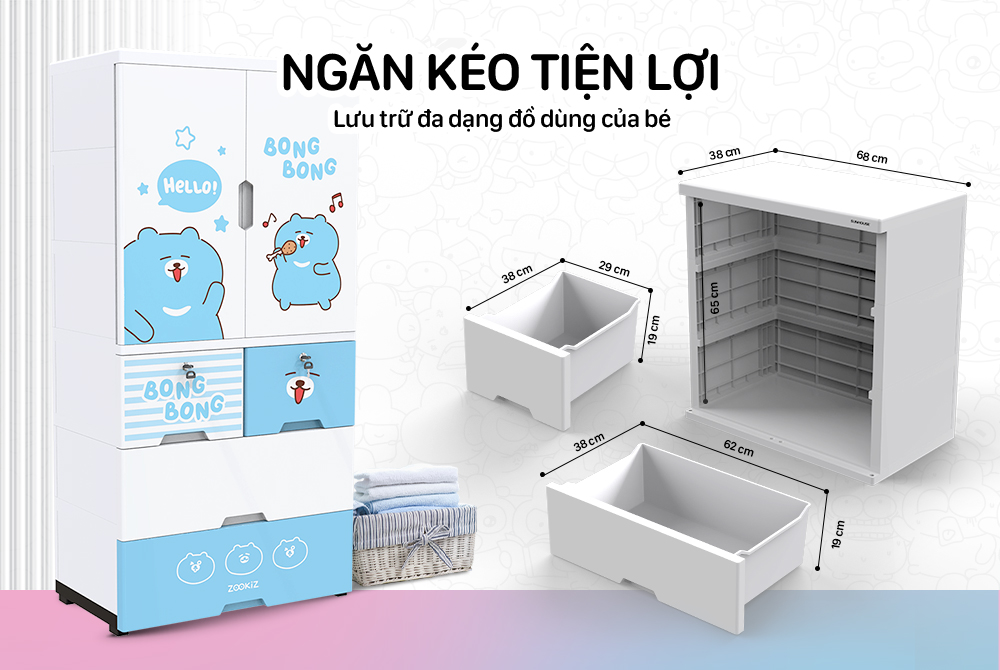 NGĂN KÉO TIỆN LỢI
Lưu trữ đa dạng đồ dùng của bé
HELLO!
BONG
BONG
BONG
BONG
ZOOKIZ
38 cm
68 cm
65 cm
38 cm
29 cm
19 cm
38 cm
62 cm
19 cm